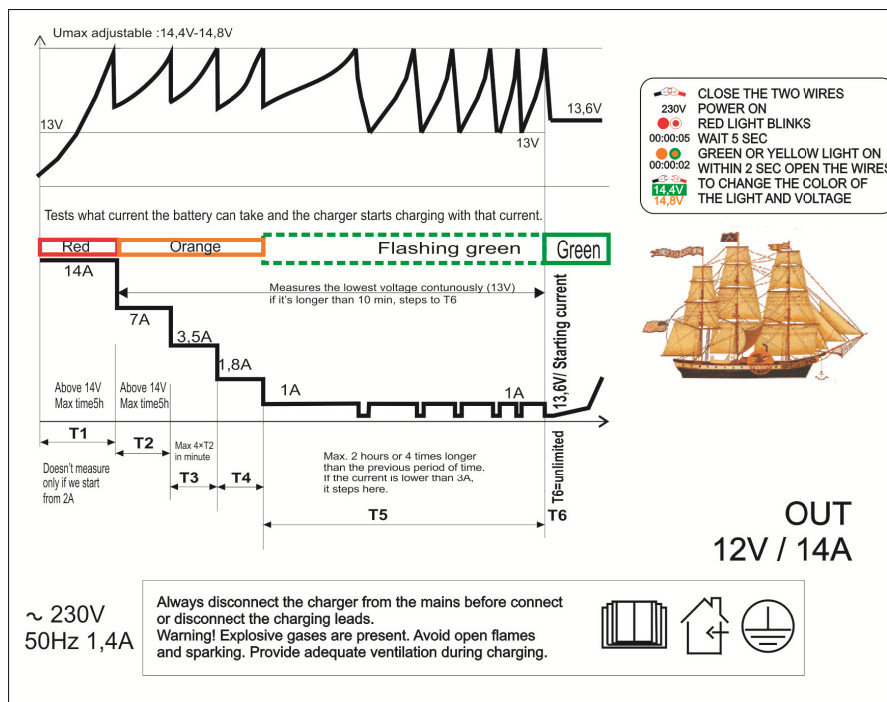 Umax adjustable :14,4V-14,8V
13V
13V
13,6V
CLOSE THE TWO WIRES
230V POWER ON
RED LIGHT BLINKS
00:00:05 WAIT 5 SEC
GREEN OR YELLOW LIGHT ON
00:00:02 WITHIN 2 SEC OPEN THE WIRES
14,4V TO CHANGE THE COLOR OF
14,8V THE LIGHT AND VOLTAGE
Tests what current the battery can take and the charger starts charging with that current.
Red
Orange
Flashing green
Green
14A
Measures the lowest voltage contunously (13V)
if it's longer than 10 min, steps to T6
7A
3,5A
1,8A
1A
1A
13,6V/ Starting current
Above 14V
Max time5h
Above 14V
Max time5h
T1
T2
Max 4×T2
in minute
T3
T4
Doesn't measure
only if we start
from 2A
Max. 2 hours or 4 times longer
than the previous period of time.
If the current is lower than 3A,
it steps here.
T5
T6=unlimited
T6
OUT
12V / 14A
~ 230V
50Hz 1,4A
Always disconnect the charger from the mains before connect
or disconnect the charging leads.
Warning! Explosive gases are present. Avoid open flames
and sparking. Provide adequate ventilation during charging.